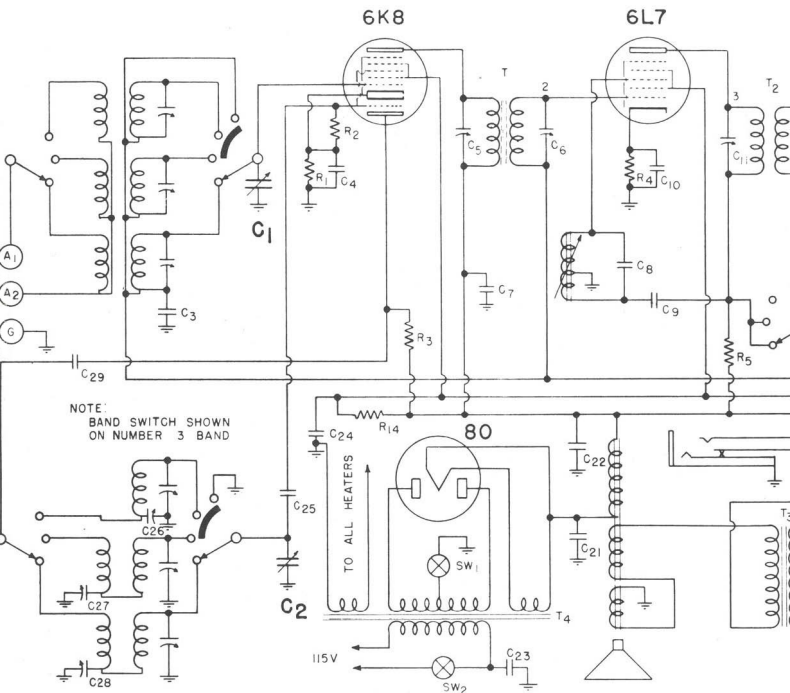 6K8
6L7
T
T2
2
3
R2
C5
C6
C11
R1
C4
R4
C10
C1
A1
A2
G
C3
C7
C8
C9
R3
R5
C29
NOTE:
BAND SWITCH SHOWN
ON NUMBER 3 BAND
C24
R14
80
C22
TO ALL HEATERS
C25
C26
C21
T3
SW1
C27
C2
T4
C28
115V
C23
SW2